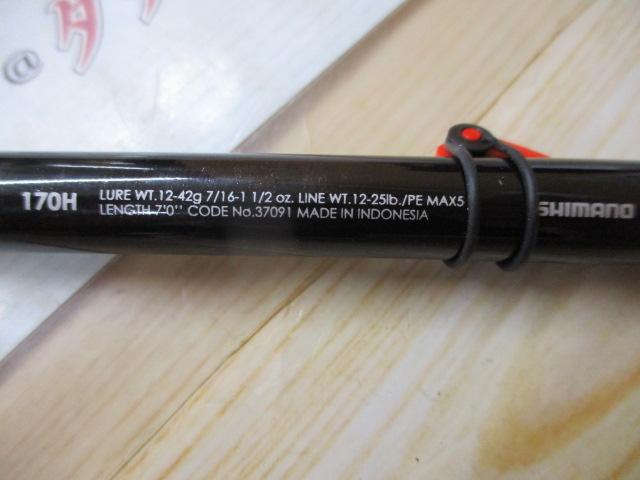 @ タ
170H LURE WT.12-42g 7/16-1 1/2 oz. LINE WT.12-25lb./PE MAX5 SHIMANO
LENGTH 7'0'' CODE No.37091 MADE IN INDONESIA